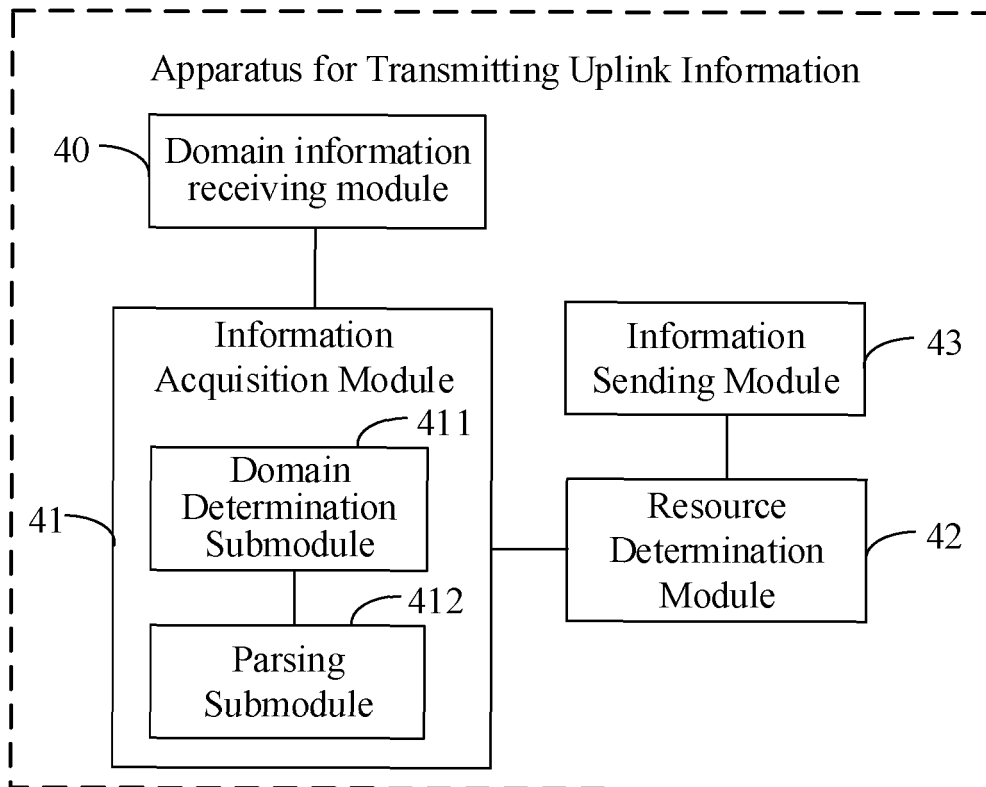 Apparatus for Transmitting Uplink Information
40
Domain information
receiving module
Information
Acquisition Module
411
Domain
Determination
Submodule
41
412
Parsing
Submodule
Information
Sending Module
43
Resource
Determination
Module
42